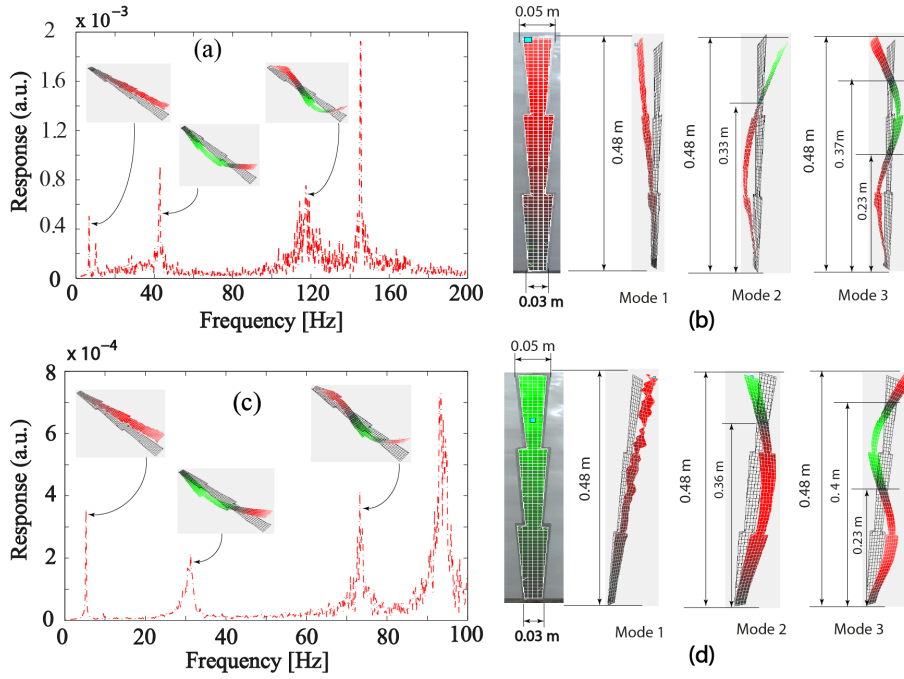 x 10⁻³
(a)
2
1.6
1.2
0.8
0.4
0
Response (a.u.)
0 40 80 120 160 200
Frequency [Hz]
0.05 m
0.48 m
0.03 m
0.48 m
Mode 1
0.48 m
0.33 m
Mode 2
0.48 m
0.37m
0.23 m
Mode 3
(b)
x 10⁻⁴
(c)
8
6
4
2
0
Response (a.u.)
0 20 40 60 80 100
Frequency [Hz]
0.05 m
0.03 m
0.48 m
Mode 1
0.48 m
0.36 m
Mode 2
0.48 m
0.4 m
0.23 m
Mode 3
(d)